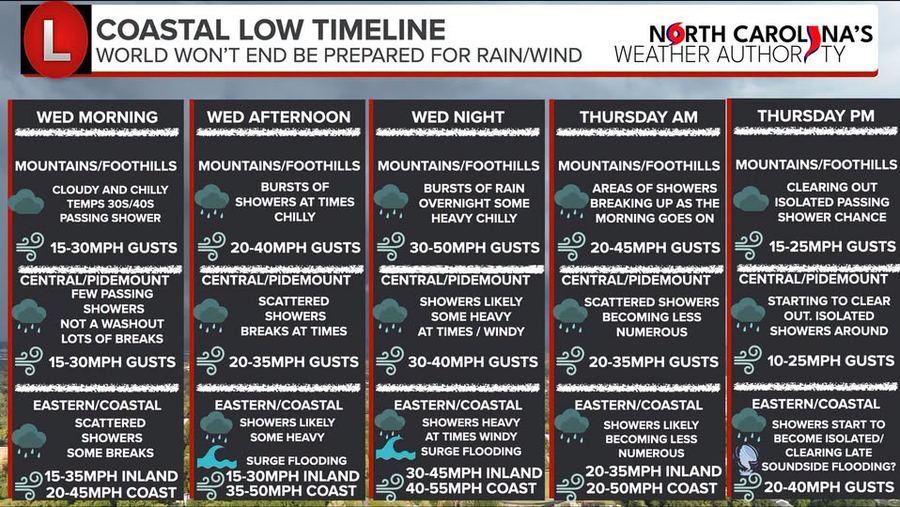 L
COASTAL LOW TIMELINE
WORLD WON'T END BE PREPARED FOR RAIN/WIND
NORTH CAROLINA'S
WEATHER AUTHORITY
WED MORNING
MOUNTAINS/FOOTHILLS
CLOUDY AND CHILLY
TEMPS 30S/40S
PASSING SHOWER
15-30MPH GUSTS
CENTRAL/PIDEMOUNT
FEW PASSING
SHOWERS
NOT A WASHOUT
LOTS OF BREAKS
15-30MPH GUSTS
EASTERN/COASTAL
SCATTERED
SHOWERS
SOME BREAKS
15-35MPH INLAND
20-45MPH COAST
WED AFTERNOON
MOUNTAINS/FOOTHILLS
BURSTS OF
SHOWERS AT TIMES
CHILLY
20-40MPH GUSTS
CENTRAL/PIDEMOUNT
SCATTERED
SHOWERS
BREAKS AT TIMES
20-35MPH GUSTS
EASTERN/COASTAL
SHOWERS LIKELY
SOME HEAVY
SURGE FLOODING
15-30MPH INLAND
35-50MPH COAST
WED NIGHT
MOUNTAINS/FOOTHILLS
BURSTS OF RAIN
OVERNIGHT SOME
HEAVY CHILLY
30-50MPH GUSTS
CENTRAL/PIDEMOUNT
SHOWERS LIKELY
SOME HEAVY
AT TIMES / WINDY
30-40MPH GUSTS
EASTERN/COASTAL
SHOWERS HEAVY
AT TIMES WINDY
SURGE FLOODING
30-45MPH INLAND
40-55MPH COAST
THURSDAY AM
MOUNTAINS/FOOTHILLS
AREAS OF SHOWERS
BREAKING UP AS THE
MORNING GOES ON
20-45MPH GUSTS
CENTRAL/PIDEMOUNT
SCATTERED SHOWERS
BECOMING LESS
NUMEROUS
20-35MPH GUSTS
EASTERN/COASTAL
SHOWERS LIKELY
BECOMING LESS
NUMEROUS
20-35MPH INLAND
20-50MPH COAST
THURSDAY PM
MOUNTAINS/FOOTHILLS
CLEARING OUT
ISOLATED PASSING
SHOWER CHANCE
15-25MPH GUSTS
CENTRAL/PIDEMOUNT
STARTING TO CLEAR
OUT. ISOLATED
SHOWERS AROUND
10-25MPH GUSTS
EASTERN/COASTAL
SHOWERS START TO
BECOME ISOLATED/
CLEARING LATE
SOUNDSIDE FLOODING?
20-40MPH GUSTS